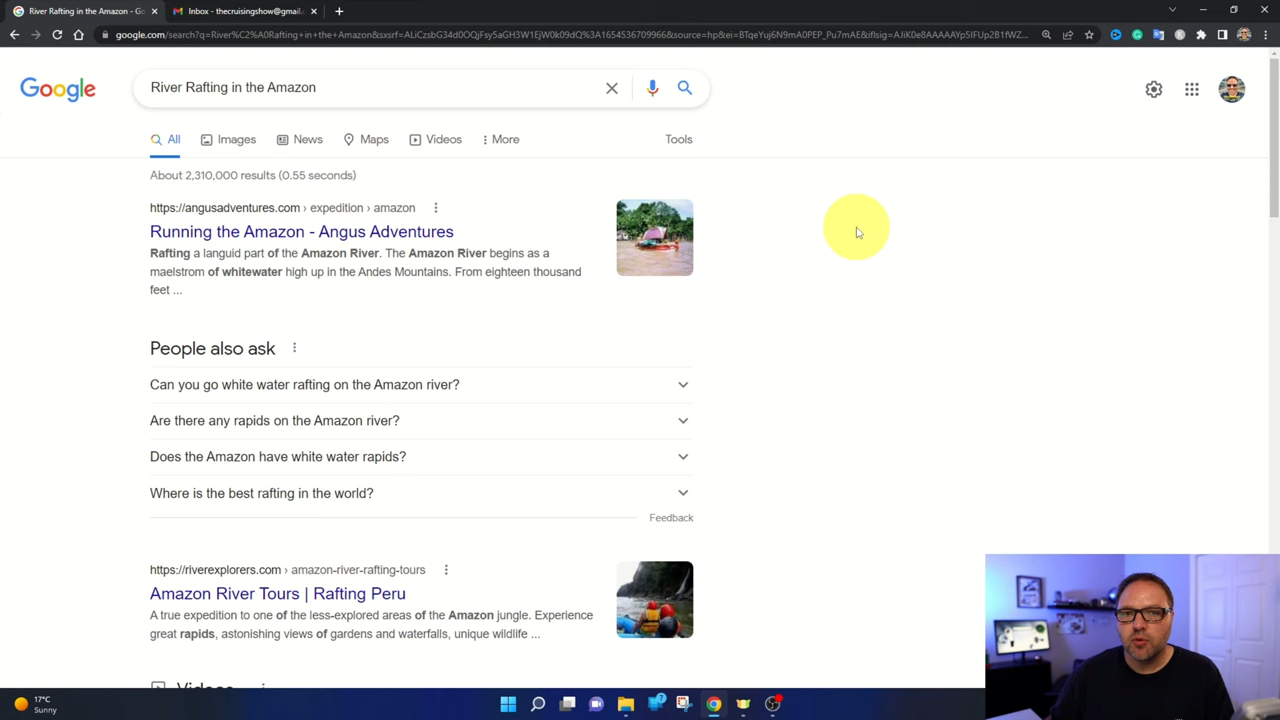 River Rafting in the Amazon - Go
Inbox - thecruisingshow@gmail.
Google
River Rafting in the Amazon
All
Images
News
Maps
Videos
More
Tools
About 2,310,000 results (0.55 seconds)
https://angusadventures.com › expedition › amazon
Running the Amazon - Angus Adventures
Rafting a languid part of the Amazon River. The Amazon River begins as a
maelstrom of whitewater high up in the Andes Mountains. From eighteen thousand
feet ...
People also ask
Can you go white water rafting on the Amazon river?
Are there any rapids on the Amazon river?
Does the Amazon have white water rapids?
Where is the best rafting in the world?
Feedback
https://riverexplorers.com › amazon-river-rafting-tours
Amazon River Tours | Rafting Peru
A true expedition to one of the less-explored areas of the Amazon jungle. Experience
great rapids, astonishing views of gardens and waterfalls, unique wildlife ...
Videos
17°C
Sunny
7